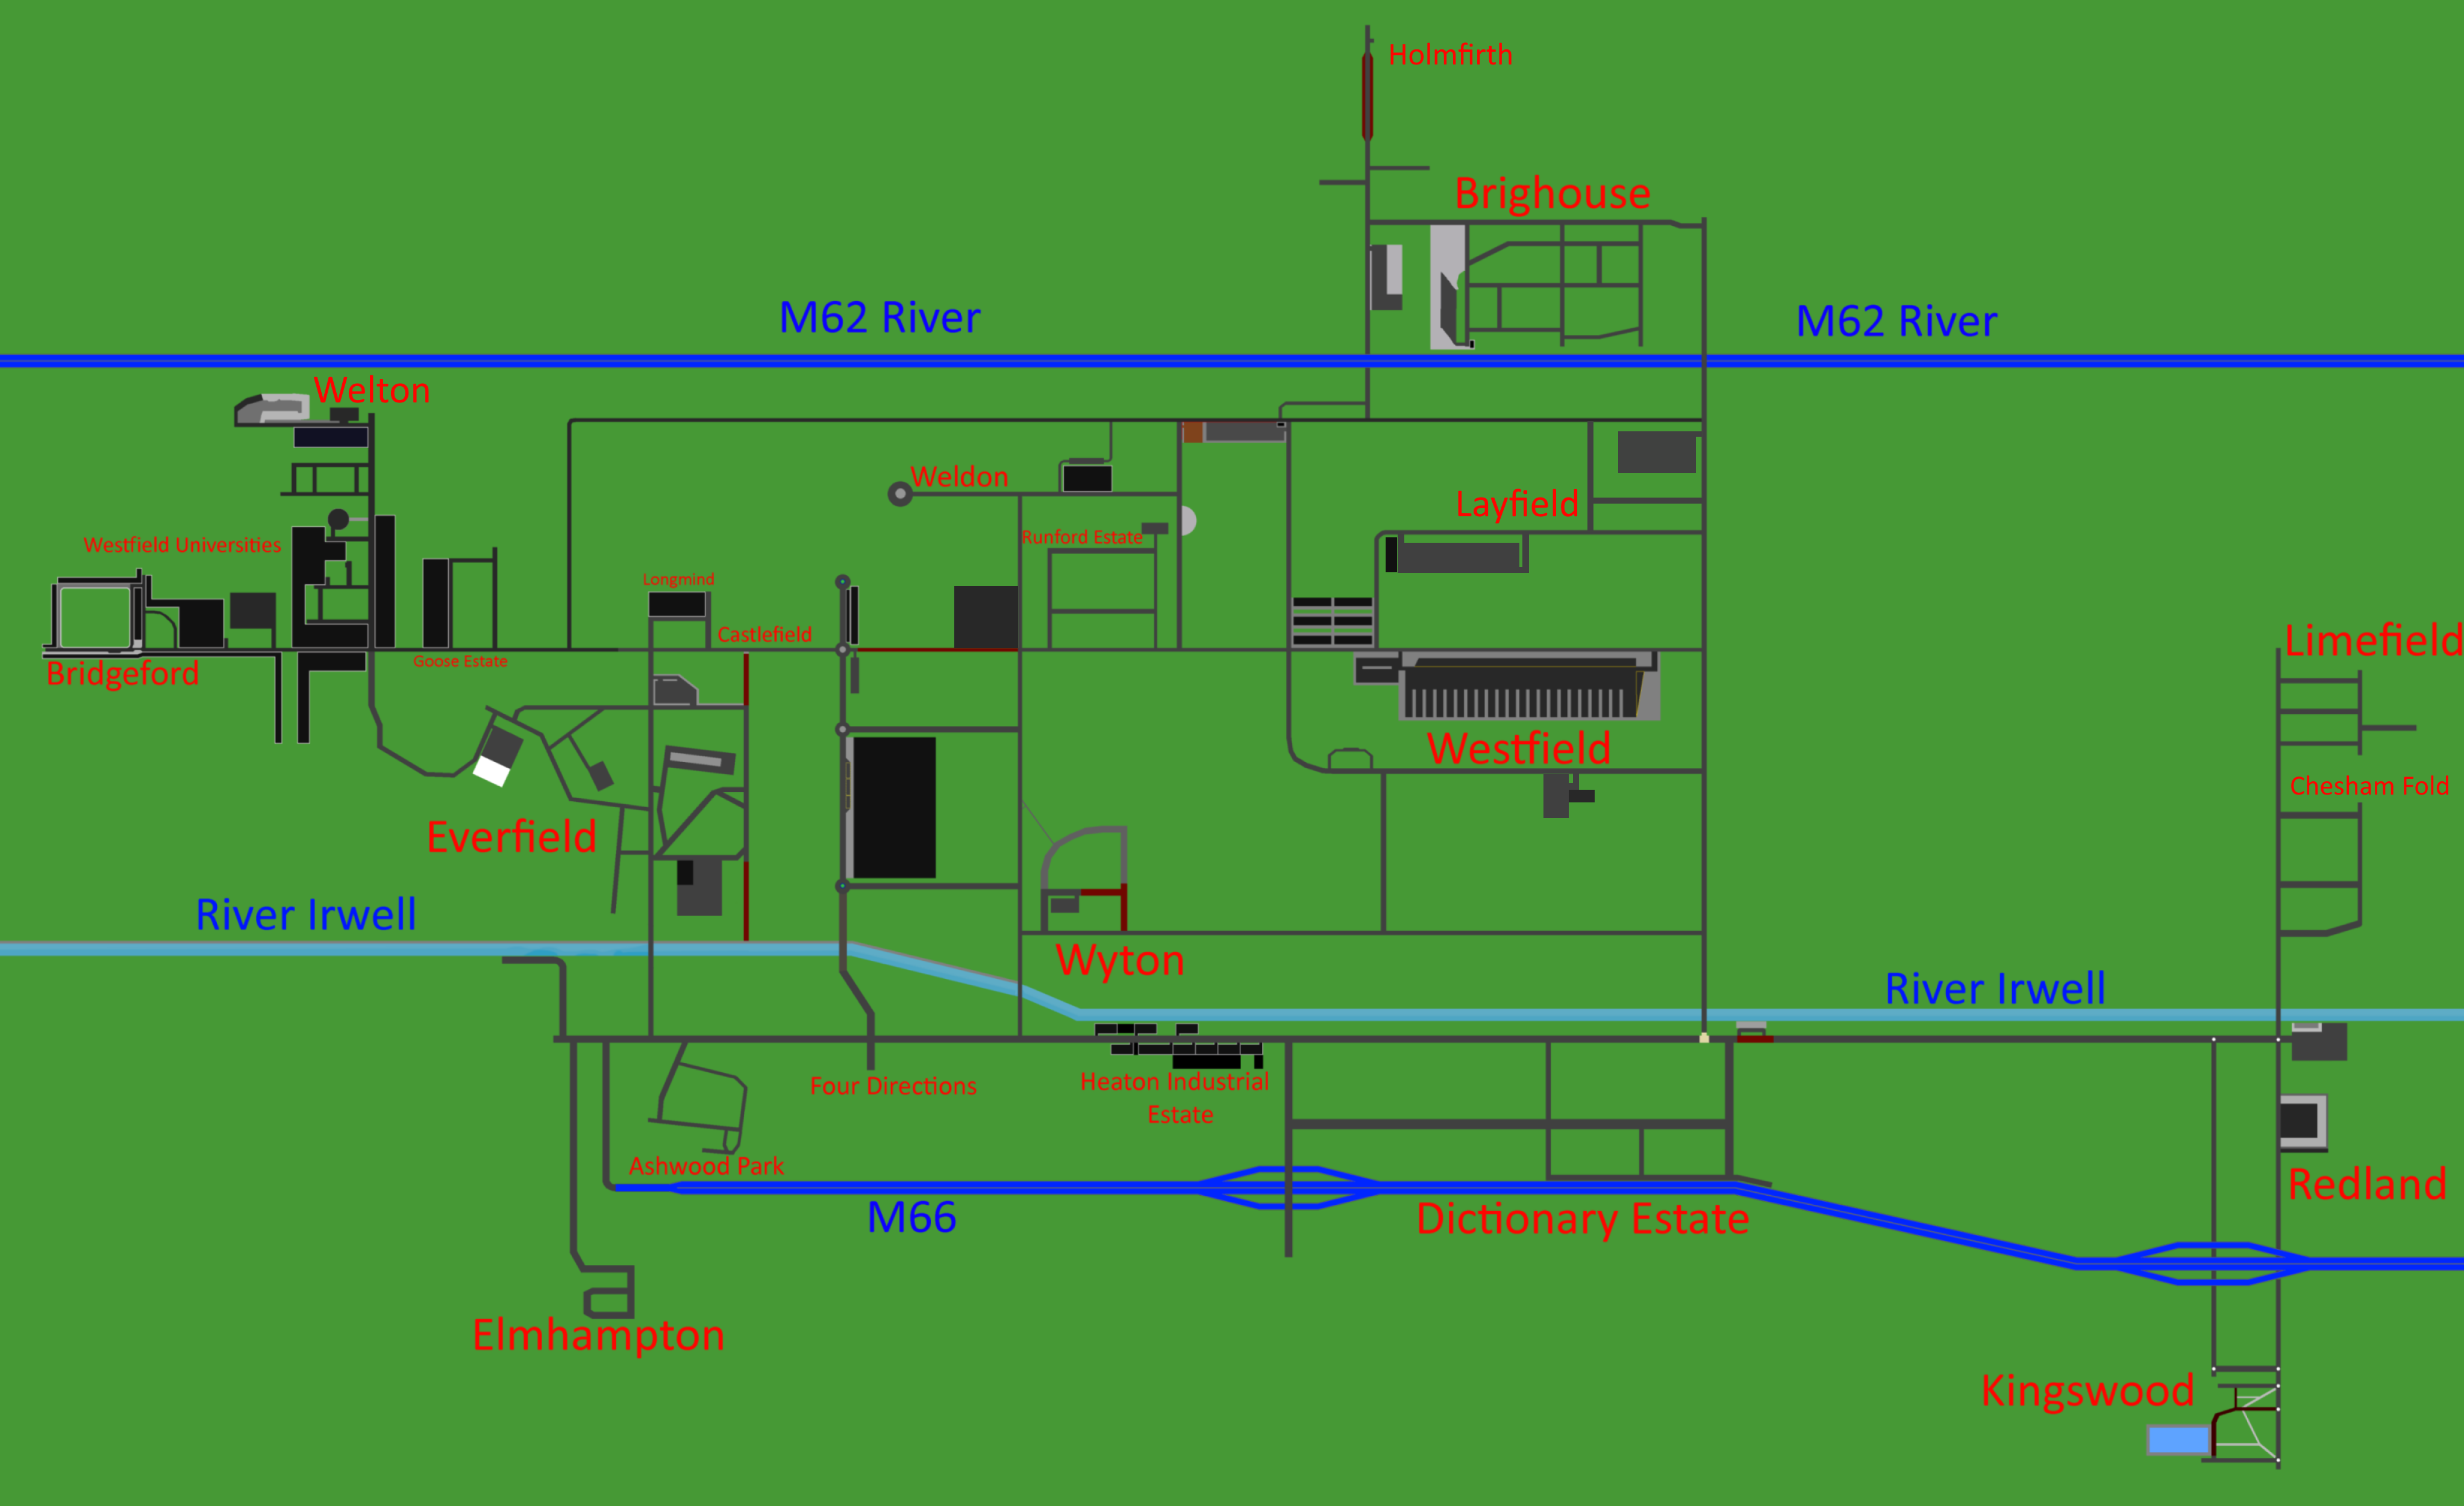 Holmfirth
Brighouse
M62 River
M62 River
Welton
Weldon
Layfield
Runford Estate
Westfield Universities
Longmind
Castlefield
Limefield
Goose Estate
Bridgeford
Westfield
Chesham Fold
Everfield
River Irwell
Wyton
River Irwell
Four Directions
Heaton Industrial
Estate
Ashwood Park
Redland
M66
Dictionary Estate
Elmhampton
Kingswood